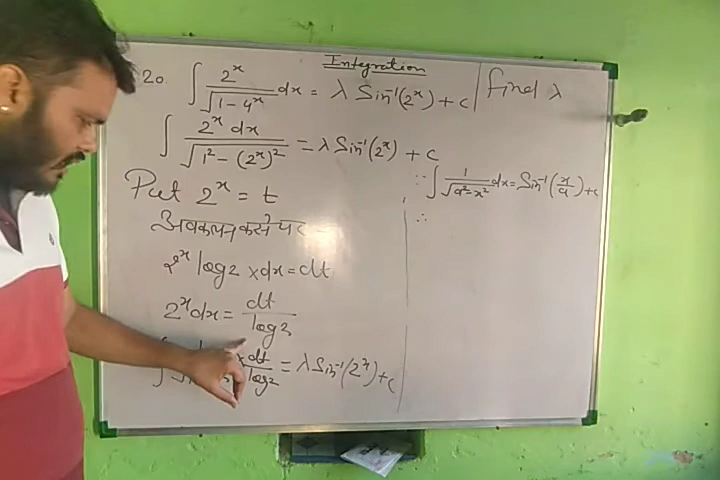 Integration
20. ∫ 2^x/√(1-4^x) dx = λ Sin⁻¹(2^x) + c | find λ
∫ 2^x dx/√(1²-(2^x)²) = λ Sin⁻¹(2^x) + c
Put 2^x = t
अवकलन करने पर -
2^x log2 × dx = dt
2^x dx = dt/log2
× dt/log2 = λ Sin⁻¹(2^x) + c
∵ ∫ 1/√(a²-x²) dx = Sin⁻¹(x/a) + c
∴